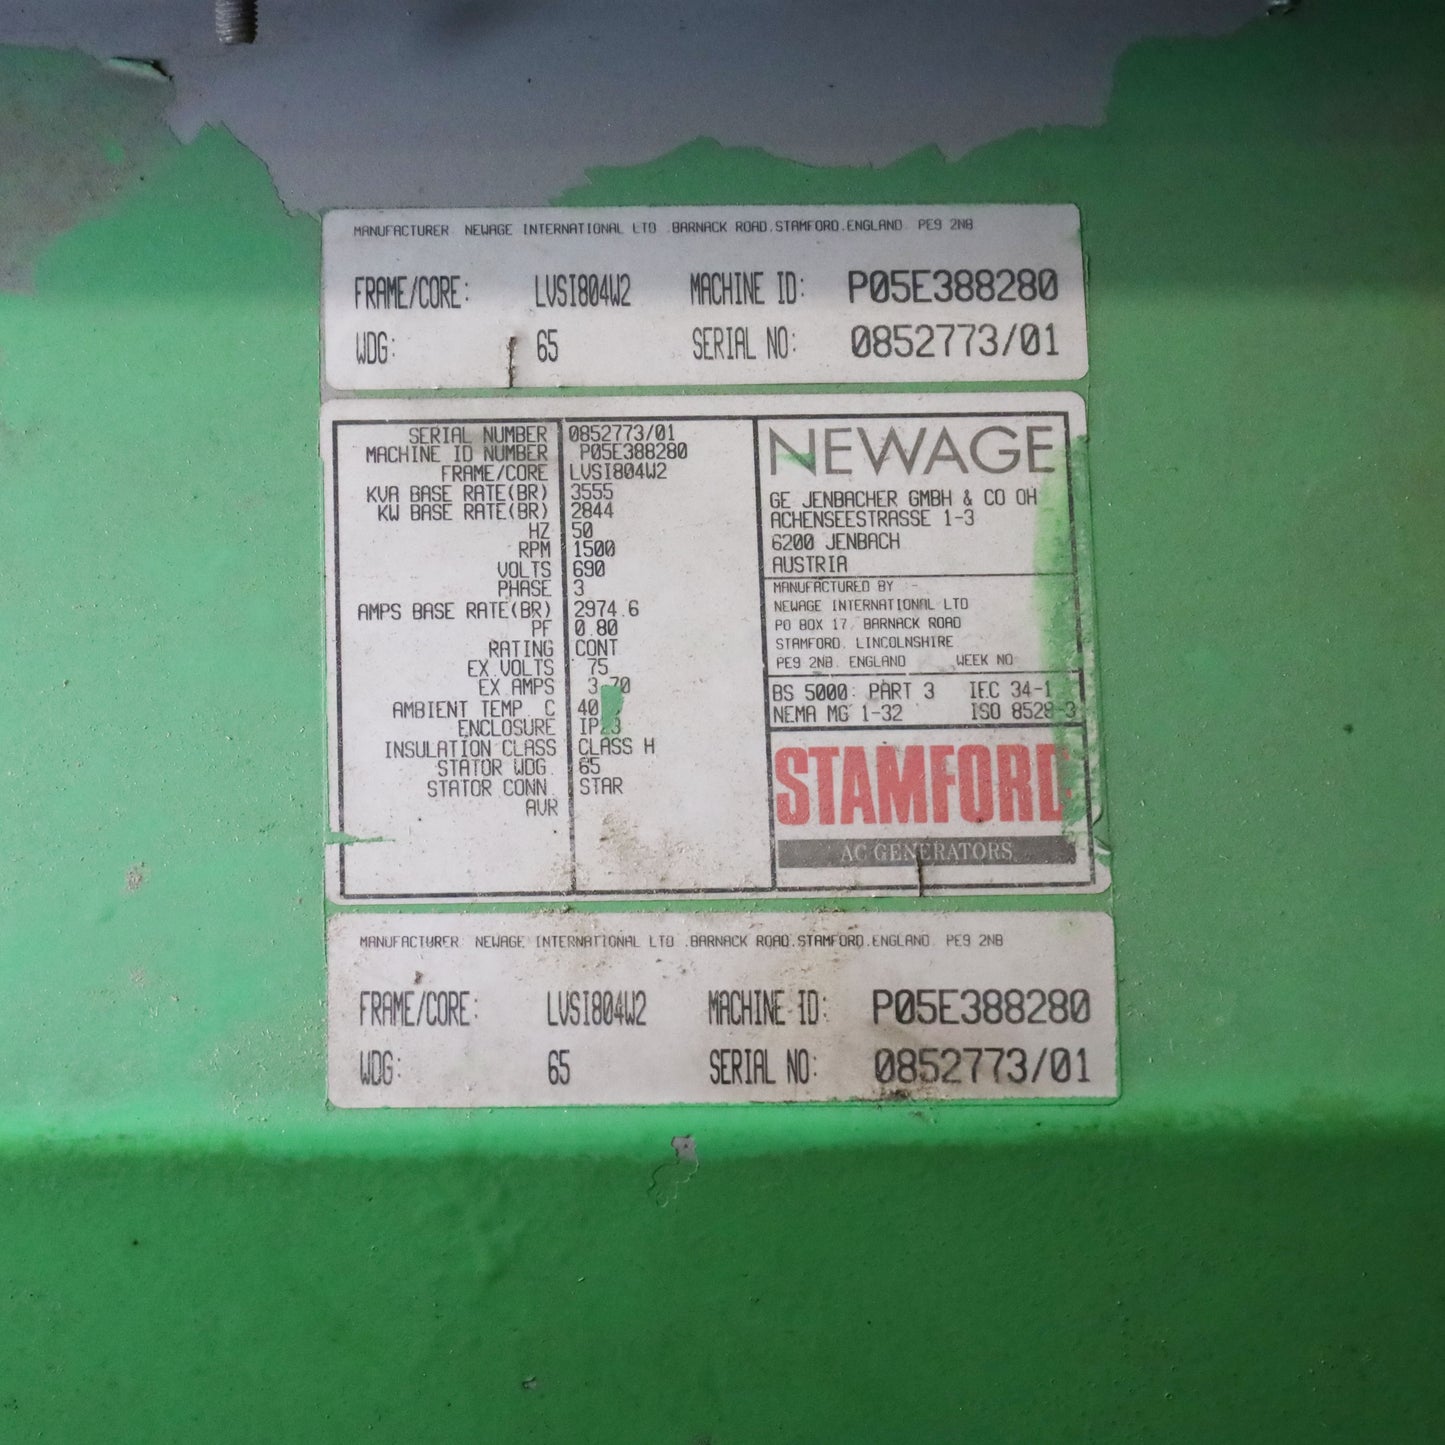 MANUFACTURER NEWAGE INTERNATIONAL LTD .BARNACK ROAD.STAMFORD.ENGLAND. PE9 2NB
FRAME/CORE: LVSI804W2 MACHINE ID: P05E388280
WDG: 65 SERIAL NO: 0852773/01
SERIAL NUMBER 0852773/01
MACHINE ID NUMBER P05E388280
FRAME/CORE LVSI804W2
KVA BASE RATE(BR) 3555
KW BASE RATE(BR) 2844
HZ 50
RPM 1500
VOLTS 690
PHASE 3
AMPS BASE RATE(BR) 2974.6
PF 0.80
RATING CONT
EX.VOLTS 75
EX AMPS 3.70
AMBIENT TEMP. C 40
ENCLOSURE
INSULATION CLASS CLASS H
STATOR WDG. 65
STATOR CONN. STAR
AVR
NEWAGE
GE JENBACHER GMBH & CO OH
ACHENSEESTRASSE 1-3
6200 JENBACH
AUSTRIA
MANUFACTURED BY :-
NEWAGE INTERNATIONAL LTD
PO BOX 17, BARNACK ROAD
STAMFORD. LINCOLNSHIRE
PE9 2NB. ENGLAND WEEK NO
BS 5000: PART 3 IEC 34-1
NEMA MG 1-32 ISO 8528-3
STAMFORD
AC GENERATORS
MANUFACTURER NEWAGE INTERNATIONAL LTD .BARNACK ROAD.STAMFORD.ENGLAND. PE9 2NB
FRAME/CORE: LVSI804W2 MACHINE ID: P05E388280
WDG: 65 SERIAL NO: 0852773/01